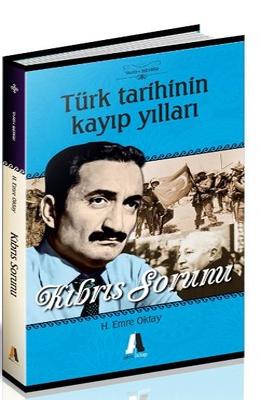 Türk tarihinin
kayıp yılları
Kıbrıs Sorunu
H. Emre Oktay
H. Emre Oktay
Kıbrıs Sorunu